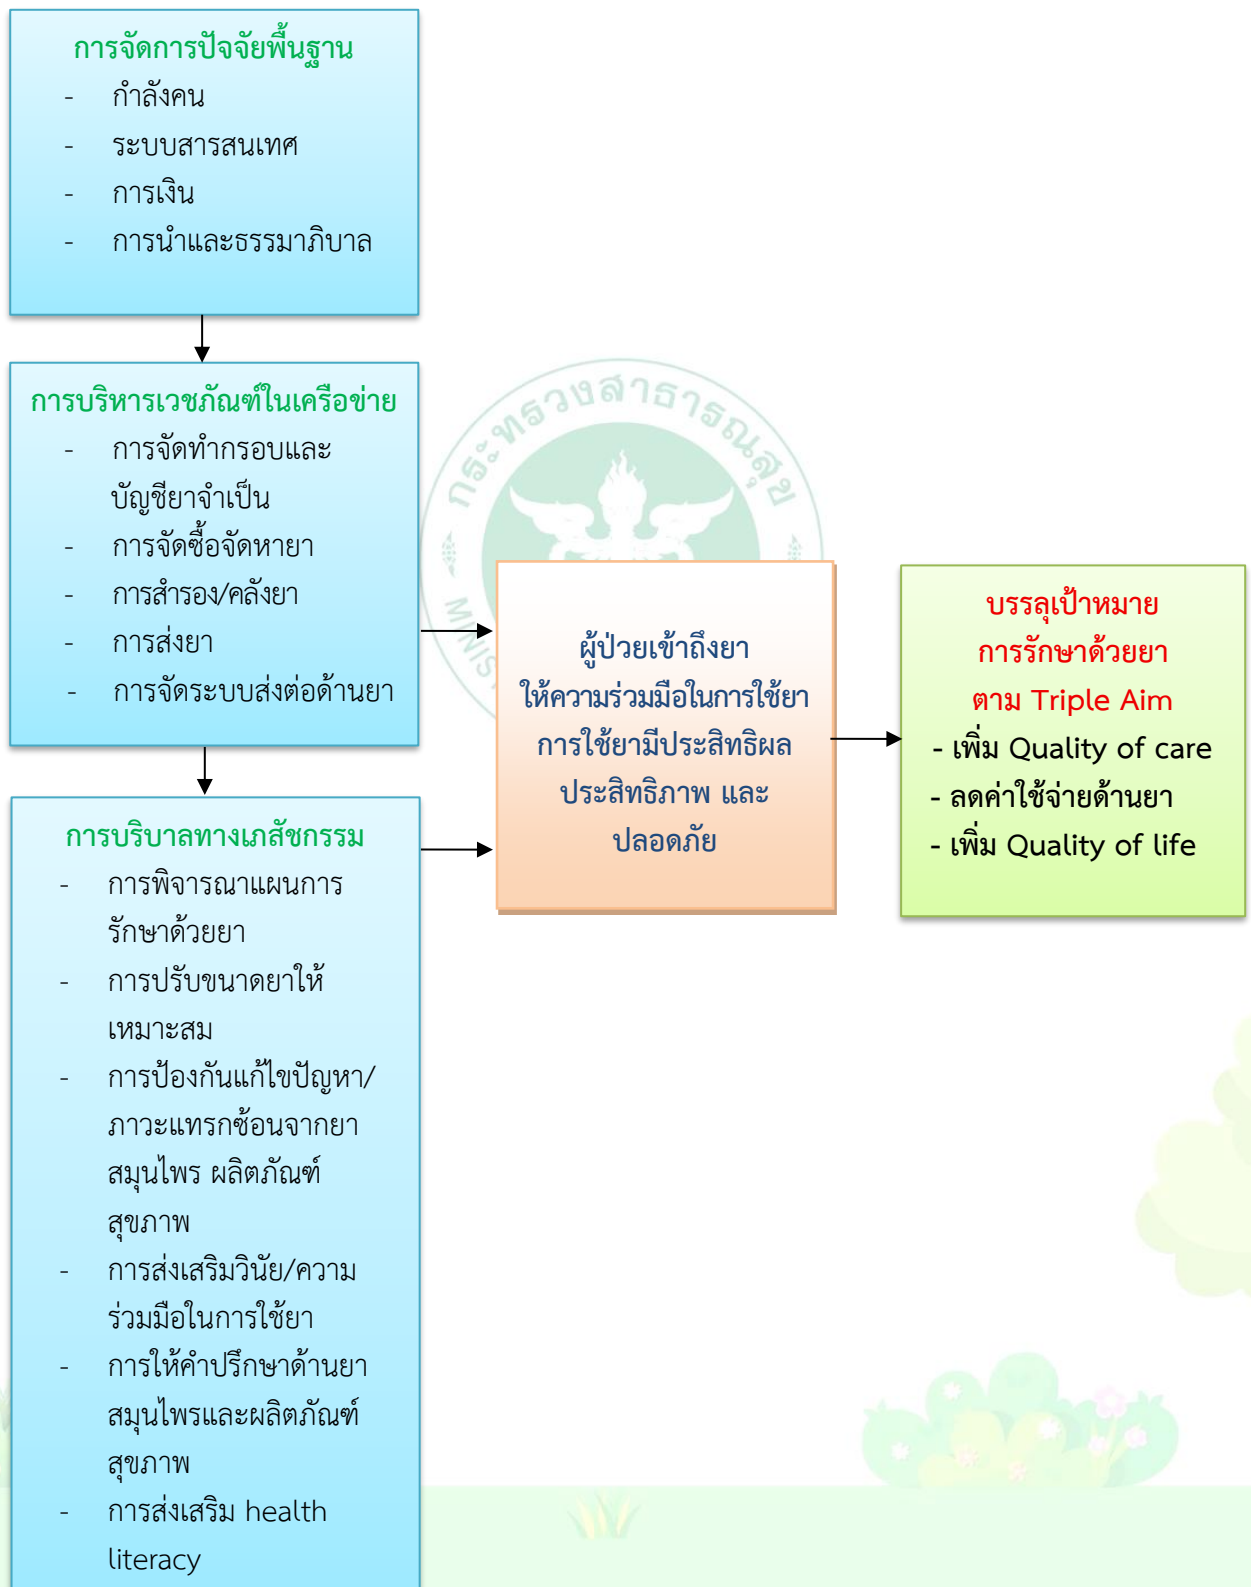 การจัดการปัจจัยพื้นฐาน
- กำลังคน
- ระบบสารสนเทศ
- การเงิน
- การนำและธรรมาภิบาล
การบริหารเวชภัณฑ์ในเครือข่าย
- การจัดทำกรอบและ
บัญชียาจำเป็น
- การจัดซื้อจัดหายา
- การสำรอง/คลังยา
- การส่งยา
- การจัดระบบส่งต่อด้านยา
การบริบาลทางเภสัชกรรม
- การพิจารณาแผนการ
รักษาด้วยยา
- การปรับขนาดยาให้
เหมาะสม
- การป้องกันแก้ไขปัญหา/
ภาวะแทรกซ้อนจากยา
สมุนไพร ผลิตภัณฑ์
สุขภาพ
- การส่งเสริมวินัย/ความ
ร่วมมือในการใช้ยา
- การให้คำปรึกษาด้านยา
สมุนไพรและผลิตภัณฑ์
สุขภาพ
- การส่งเสริม health
literacy
กระทรวงสาธารณสุข
ผู้ป่วยเข้าถึงยา
ให้ความร่วมมือในการใช้ยา
การใช้ยามีประสิทธิผล
ประสิทธิภาพ และ
ปลอดภัย
บรรลุเป้าหมาย
การรักษาด้วยยา
ตาม Triple Aim
- เพิ่ม Quality of care
- ลดค่าใช้จ่ายด้านยา
- เพิ่ม Quality of life